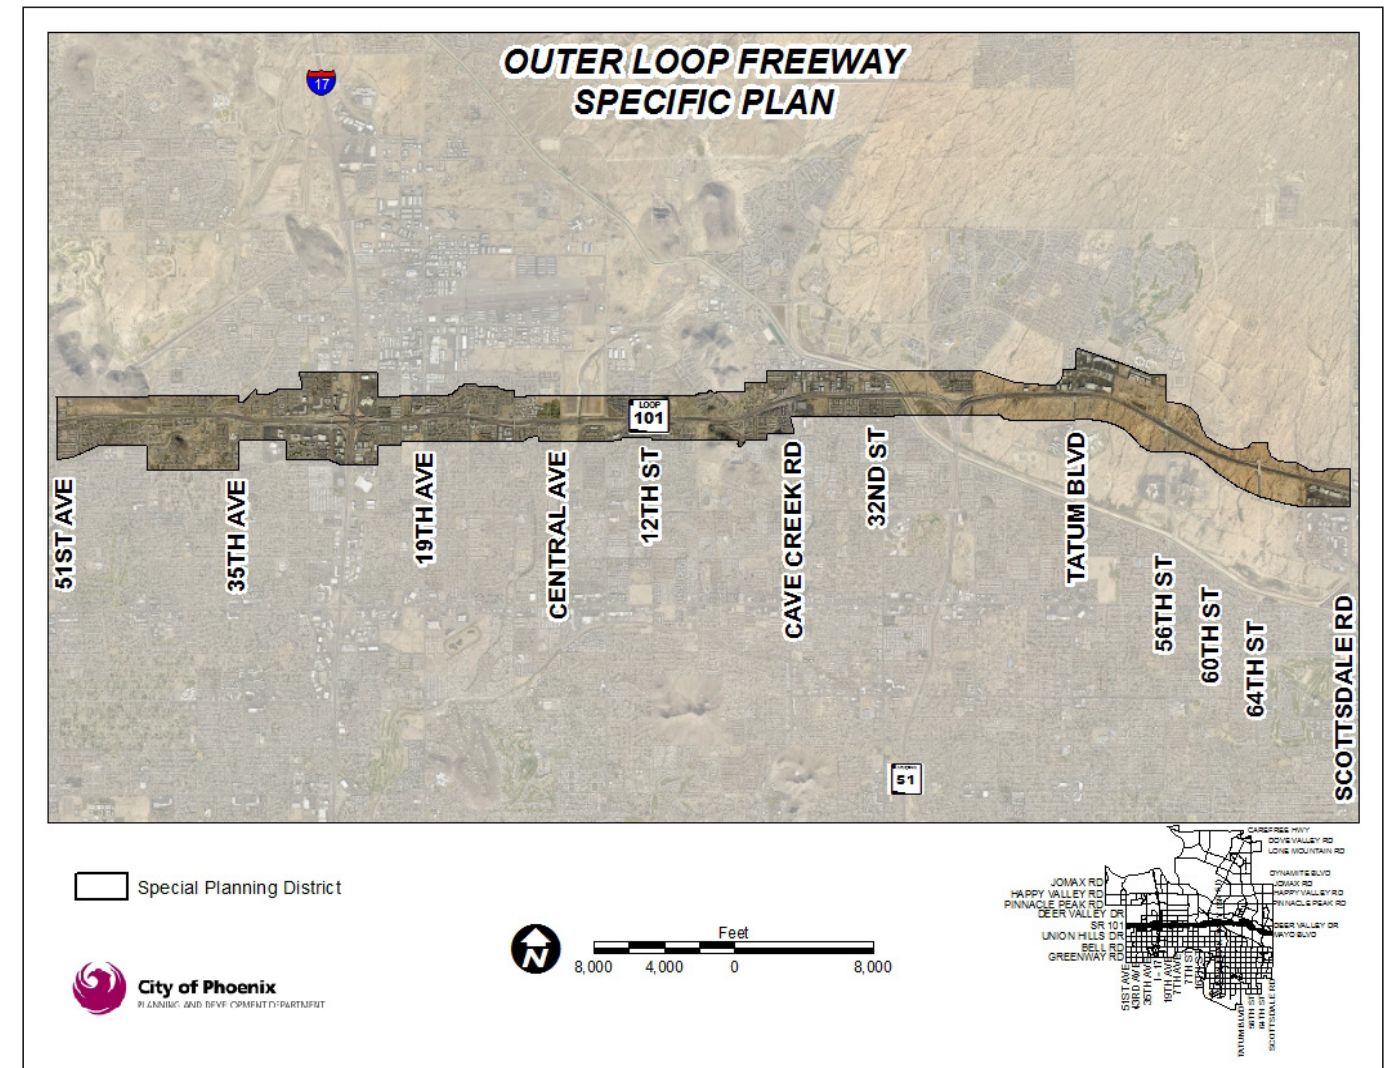 OUTER LOOP FREEWAY
SPECIFIC PLAN
17
LOOP
101
51ST AVE
35TH AVE
19TH AVE
CENTRAL AVE
12TH ST
CAVE CREEK RD
32ND ST
TATUM BLVD
56TH ST
60TH ST
64TH ST
SCOTTSDALE RD
51
Special Planning District
N
Feet
8,000 4,000 0 8,000
City of Phoenix
PLANNING AND DEVELOPMENT DEPARTMENT
CAREFREE HWY
DOVE VALLEY RD
LONE MOUNTAIN RD
DYNAMITE BLVD
JOMAX RD
HAPPY VALLEY RD
PINNACLE PEAK RD
DEER VALLEY DR
MAYO BLVD
JOMAX RD
HAPPY VALLEY RD
PINNACLE PEAK RD
DEER VALLEY DR
SR 101
UNION HILLS DR
BELL RD
GREENWAY RD
51ST AVE
43RD AVE
35TH AVE
I - 17
19TH AVE
7TH AVE
7TH ST
TATUM BLVD
56TH ST
64TH ST
SCOTTSDALE RD